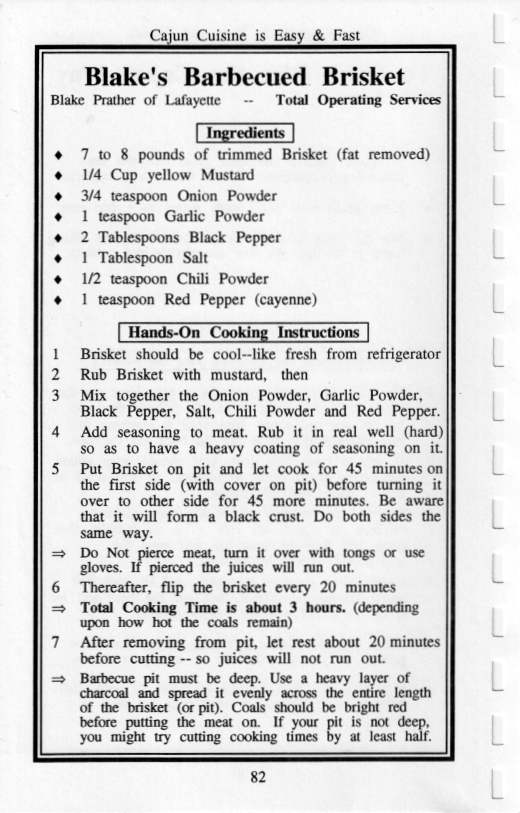 Cajun Cuisine is Easy & Fast
Blake's Barbecued Brisket
Blake Prather of Lafayette -- Total Operating Services
Ingredients
♦ 7 to 8 pounds of trimmed Brisket (fat removed)
♦ 1/4 Cup yellow Mustard
♦ 3/4 teaspoon Onion Powder
♦ 1 teaspoon Garlic Powder
♦ 2 Tablespoons Black Pepper
♦ 1 Tablespoon Salt
♦ 1/2 teaspoon Chili Powder
♦ 1 teaspoon Red Pepper (cayenne)
Hands-On Cooking Instructions
1 Brisket should be cool--like fresh from refrigerator
2 Rub Brisket with mustard, then
3 Mix together the Onion Powder, Garlic Powder,
Black Pepper, Salt, Chili Powder and Red Pepper.
4 Add seasoning to meat. Rub it in real well (hard)
so as to have a heavy coating of seasoning on it.
5 Put Brisket on pit and let cook for 45 minutes on
the first side (with cover on pit) before turning it
over to other side for 45 more minutes. Be aware
that it will form a black crust. Do both sides the
same way.
⇒ Do Not pierce meat, turn it over with tongs or use
gloves. If pierced the juices will run out.
6 Thereafter, flip the brisket every 20 minutes
⇒ Total Cooking Time is about 3 hours. (depending
upon how hot the coals remain)
7 After removing from pit, let rest about 20 minutes
before cutting -- so juices will not run out.
⇒ Barbecue pit must be deep. Use a heavy layer of
charcoal and spread it evenly across the entire length
of the brisket (or pit). Coals should be bright red
before putting the meat on. If your pit is not deep,
you might try cutting cooking times by at least half.
82